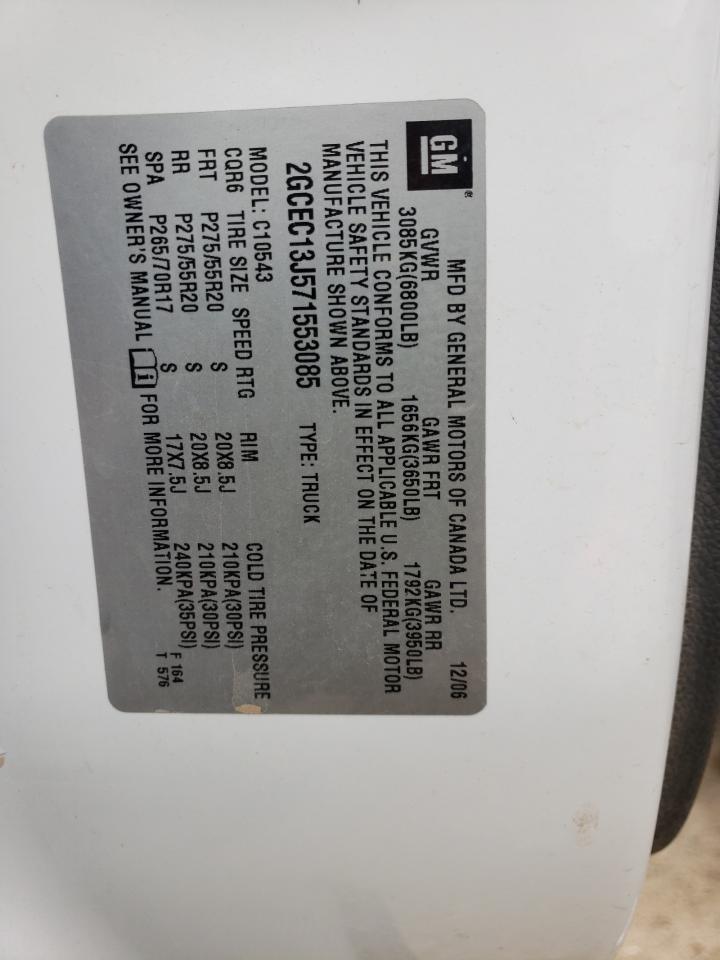 GM®
MFD BY GENERAL MOTORS OF CANADA LTD. 12/06
GVWR GAWR FRT GAWR RR
3085KG(6800LB) 1656KG(3650LB) 1792KG(3950LB)
THIS VEHICLE CONFORMS TO ALL APPLICABLE U.S. FEDERAL MOTOR
VEHICLE SAFETY STANDARDS IN EFFECT ON THE DATE OF
MANUFACTURE SHOWN ABOVE.
2GCEC13J571553085 TYPE: TRUCK
MODEL: C10543
CQR6 TIRE SIZE SPEED RTG RIM COLD TIRE PRESSURE
FRT P275/55R20 S 20X8.5J 210KPA(30PSI)
RR P275/55R20 S 20X8.5J 210KPA(30PSI)
SPA P265/70R17 S 17X7.5J 240KPA(35PSI)
SEE OWNER'S MANUAL i FOR MORE INFORMATION.
F 164
T 576